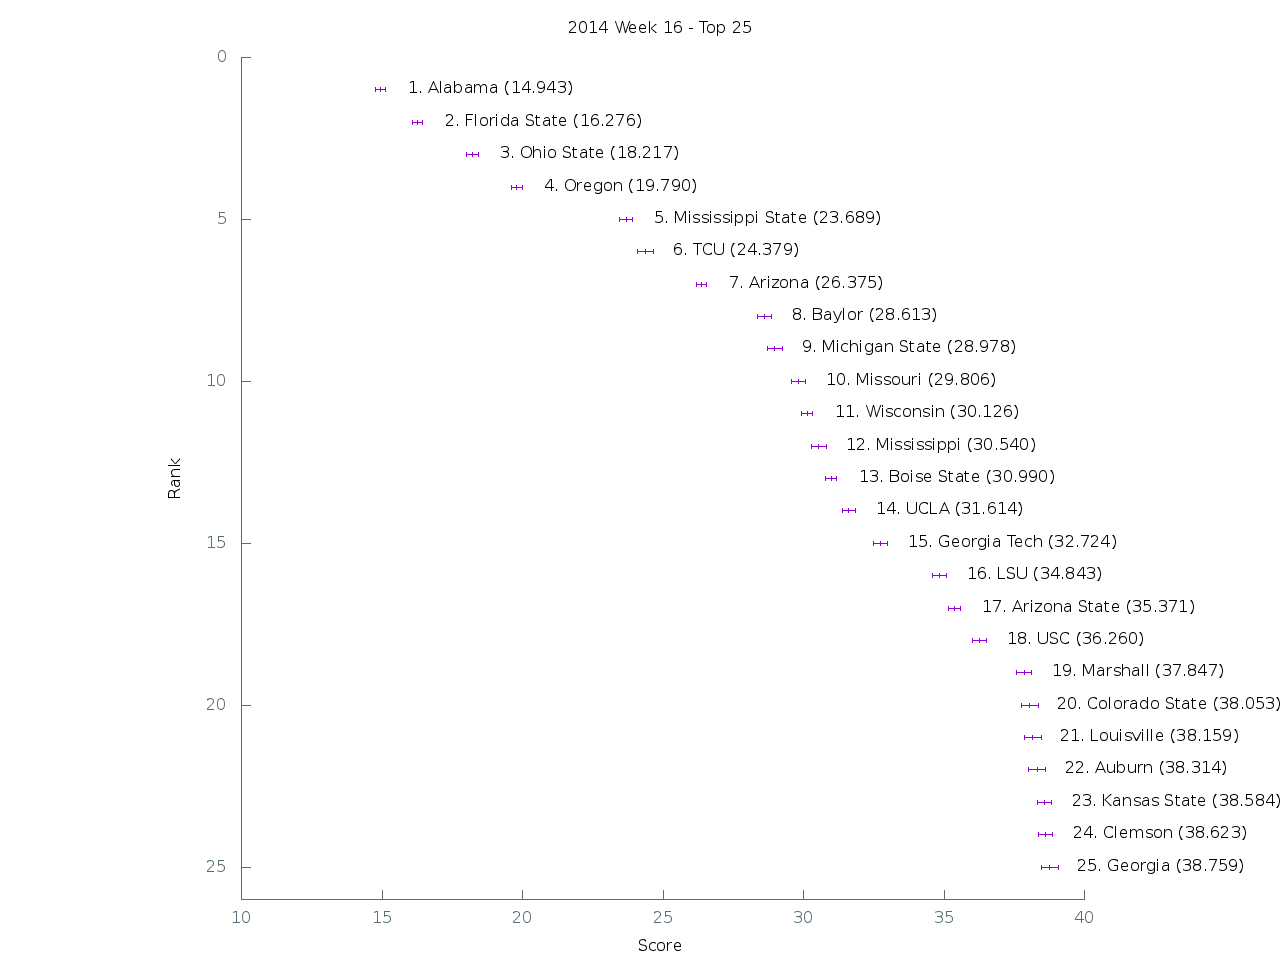 2014 Week 16 - Top 25
0
1. Alabama (14.943)
2. Florida State (16.276)
3. Ohio State (18.217)
4. Oregon (19.790)
5
5. Mississippi State (23.689)
6. TCU (24.379)
7. Arizona (26.375)
8. Baylor (28.613)
9. Michigan State (28.978)
10
10. Missouri (29.806)
11. Wisconsin (30.126)
12. Mississippi (30.540)
Rank
13. Boise State (30.990)
14. UCLA (31.614)
15
15. Georgia Tech (32.724)
16. LSU (34.843)
17. Arizona State (35.371)
18. USC (36.260)
19. Marshall (37.847)
20
20. Colorado State (38.053)
21. Louisville (38.159)
22. Auburn (38.314)
23. Kansas State (38.584)
24. Clemson (38.623)
25
25. Georgia (38.759)
10 15 20 25 30 35 40
Score